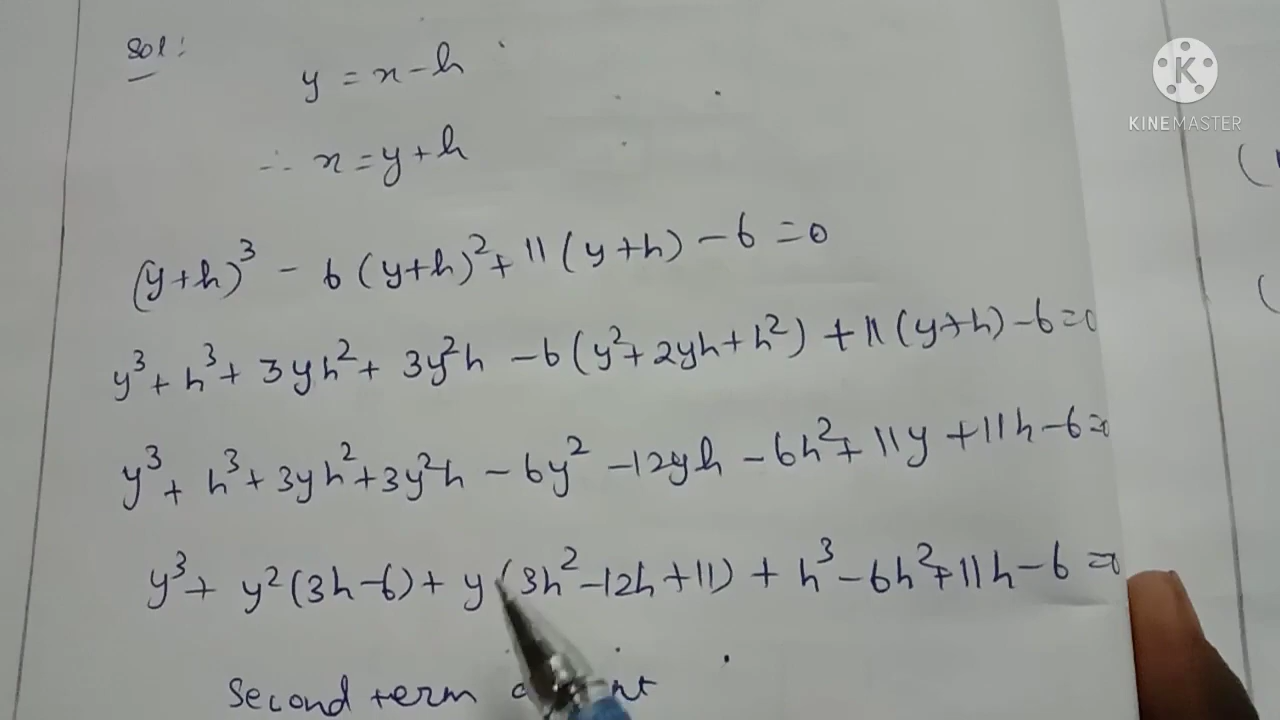 Sol:
y = x - h
∴ x = y + h
(y+h)³ - 6(y+h)² + 11(y+h) - 6 = 0
y³ + h³ + 3yh² + 3y²h - 6(y² + 2yh + h²) + 11(y+h) - 6 = 0
y³ + h³ + 3yh² + 3y²h - 6y² - 12yh - 6h² + 11y + 11h - 6 = 0
y³ + y²(3h-6) + y(3h² - 12h + 11) + h³ - 6h² + 11h - 6 = 0
Second term
K
KINEMASTER